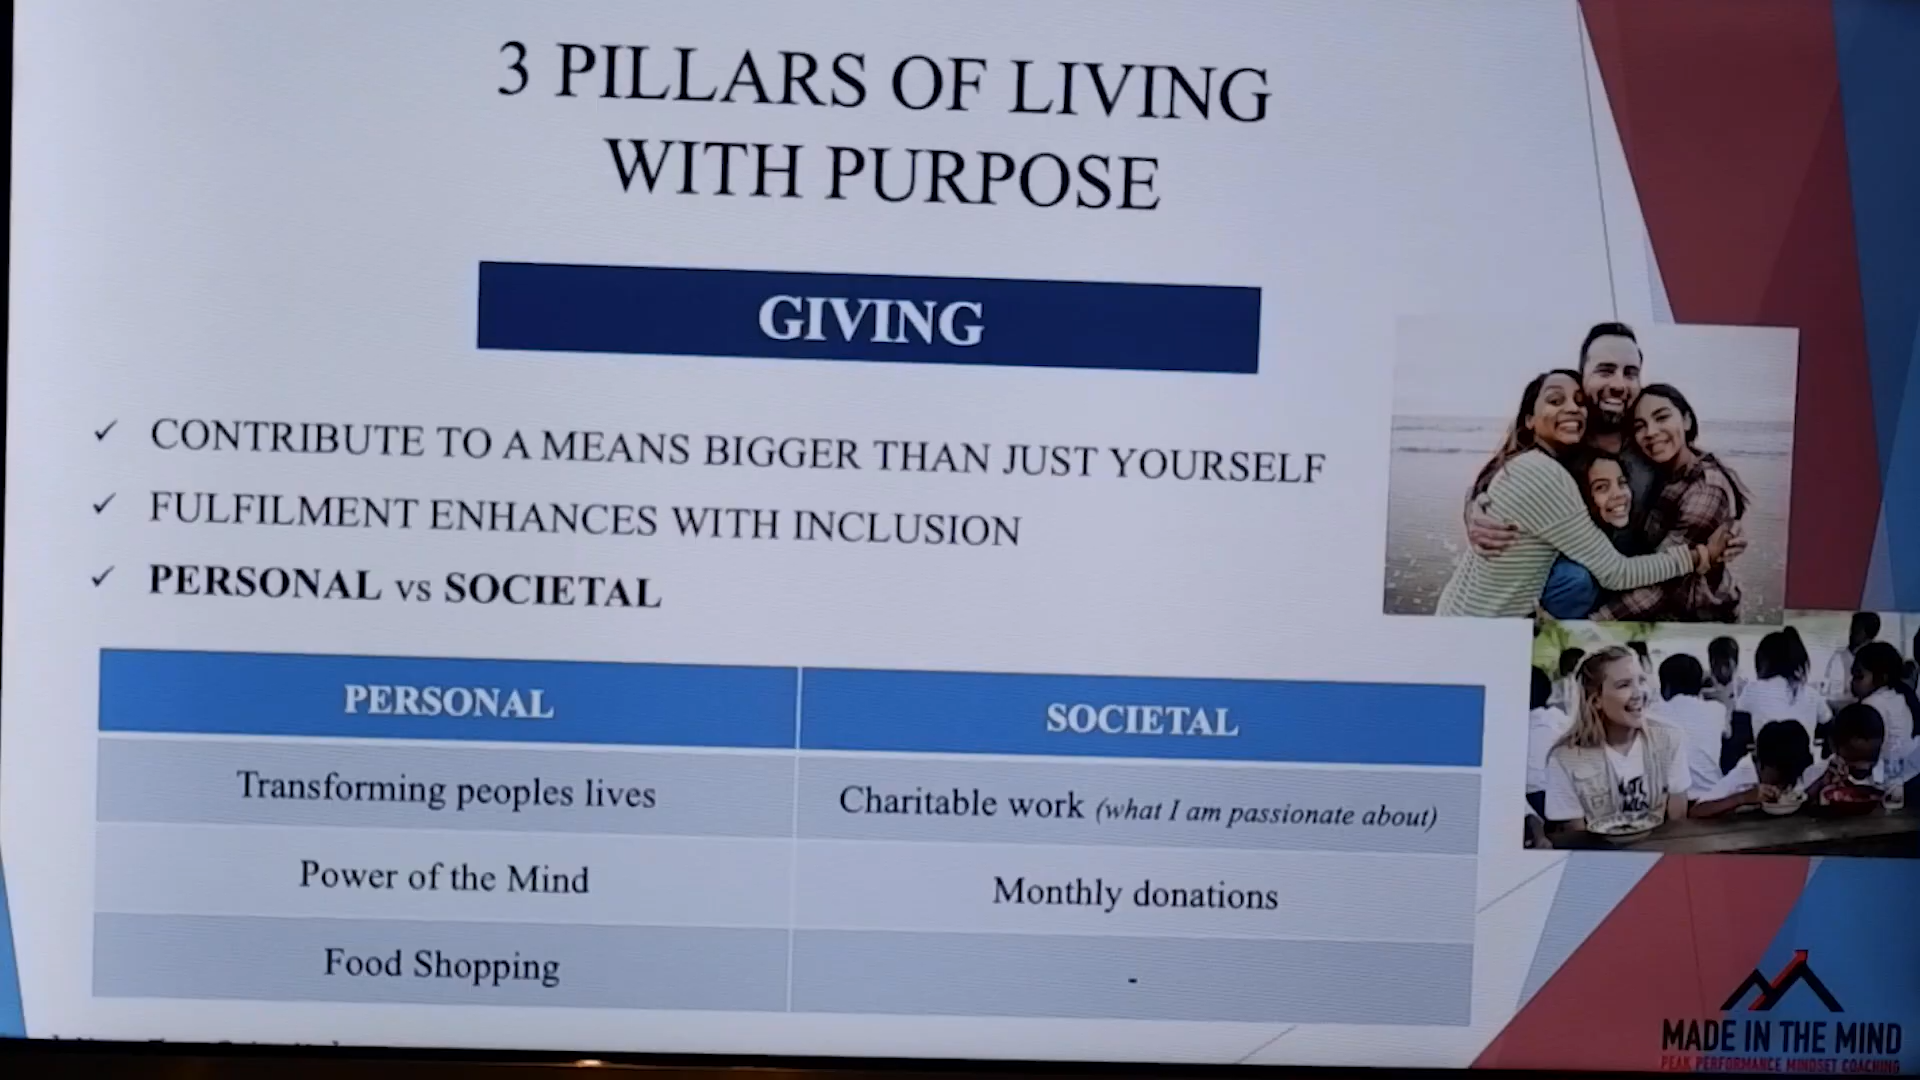 3 PILLARS OF LIVING
WITH PURPOSE
GIVING
✓ CONTRIBUTE TO A MEANS BIGGER THAN JUST YOURSELF
✓ FULFILMENT ENHANCES WITH INCLUSION
✓ PERSONAL vs SOCIETAL
PERSONAL SOCIETAL
Transforming peoples lives Charitable work (what I am passionate about)
Power of the Mind Monthly donations
Food Shopping -
MADE IN THE MIND
PEAK PERFORMANCE MINDSET COACHING